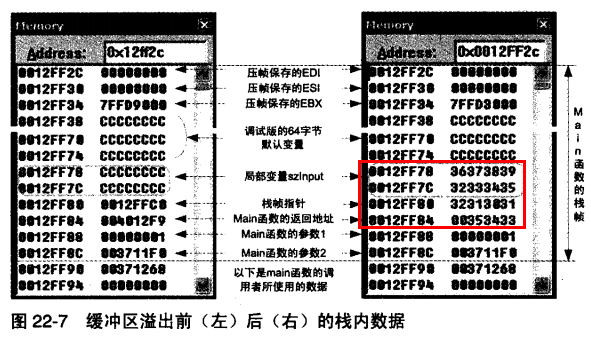 Memory
Address: 0x12ff2c
0012FF2C 00000000
0012FF30 00000000
0012FF34
0012FF38 CCCCCCCC
0012FF70 CCCCCCCC
0012FF74 CCCCCCCC
0012FF78 CCCCCCCC
0012FF7C CCCCCCCC
0012FF80 0012FFC0
0012FF84 004012F9
0012FF88 00000001
0012FF8C 003711F0
0012FF90 00371268
0012FF94 00000000
压帧保存的EDI
压帧保存的ESI
压帧保存的EBX
调试版的64字节
默认变量
局部变量szInput
栈帧指针
Main函数的返回地址
Main函数的参数1
Main函数的参数2
以下是main函数的调
用者所使用的数据
Memory
Address: 0x0012FF2C
0012FF2C 00000000
0012FF30 00000000
0012FF34
0012FF38 CCCCCCCC
0012FF70 CCCCCCCC
0012FF74 CCCCCCCC
0012FF78 36373839
0012FF7C 32333435
0012FF80 32313031
0012FF84 00353433
0012FF88 00000001
0012FF8C 003711F0
0012FF90 00371268
0012FF94 00000000
Main函数的栈帧
图 22-7 缓冲区溢出前（左）后（右）的栈内数据